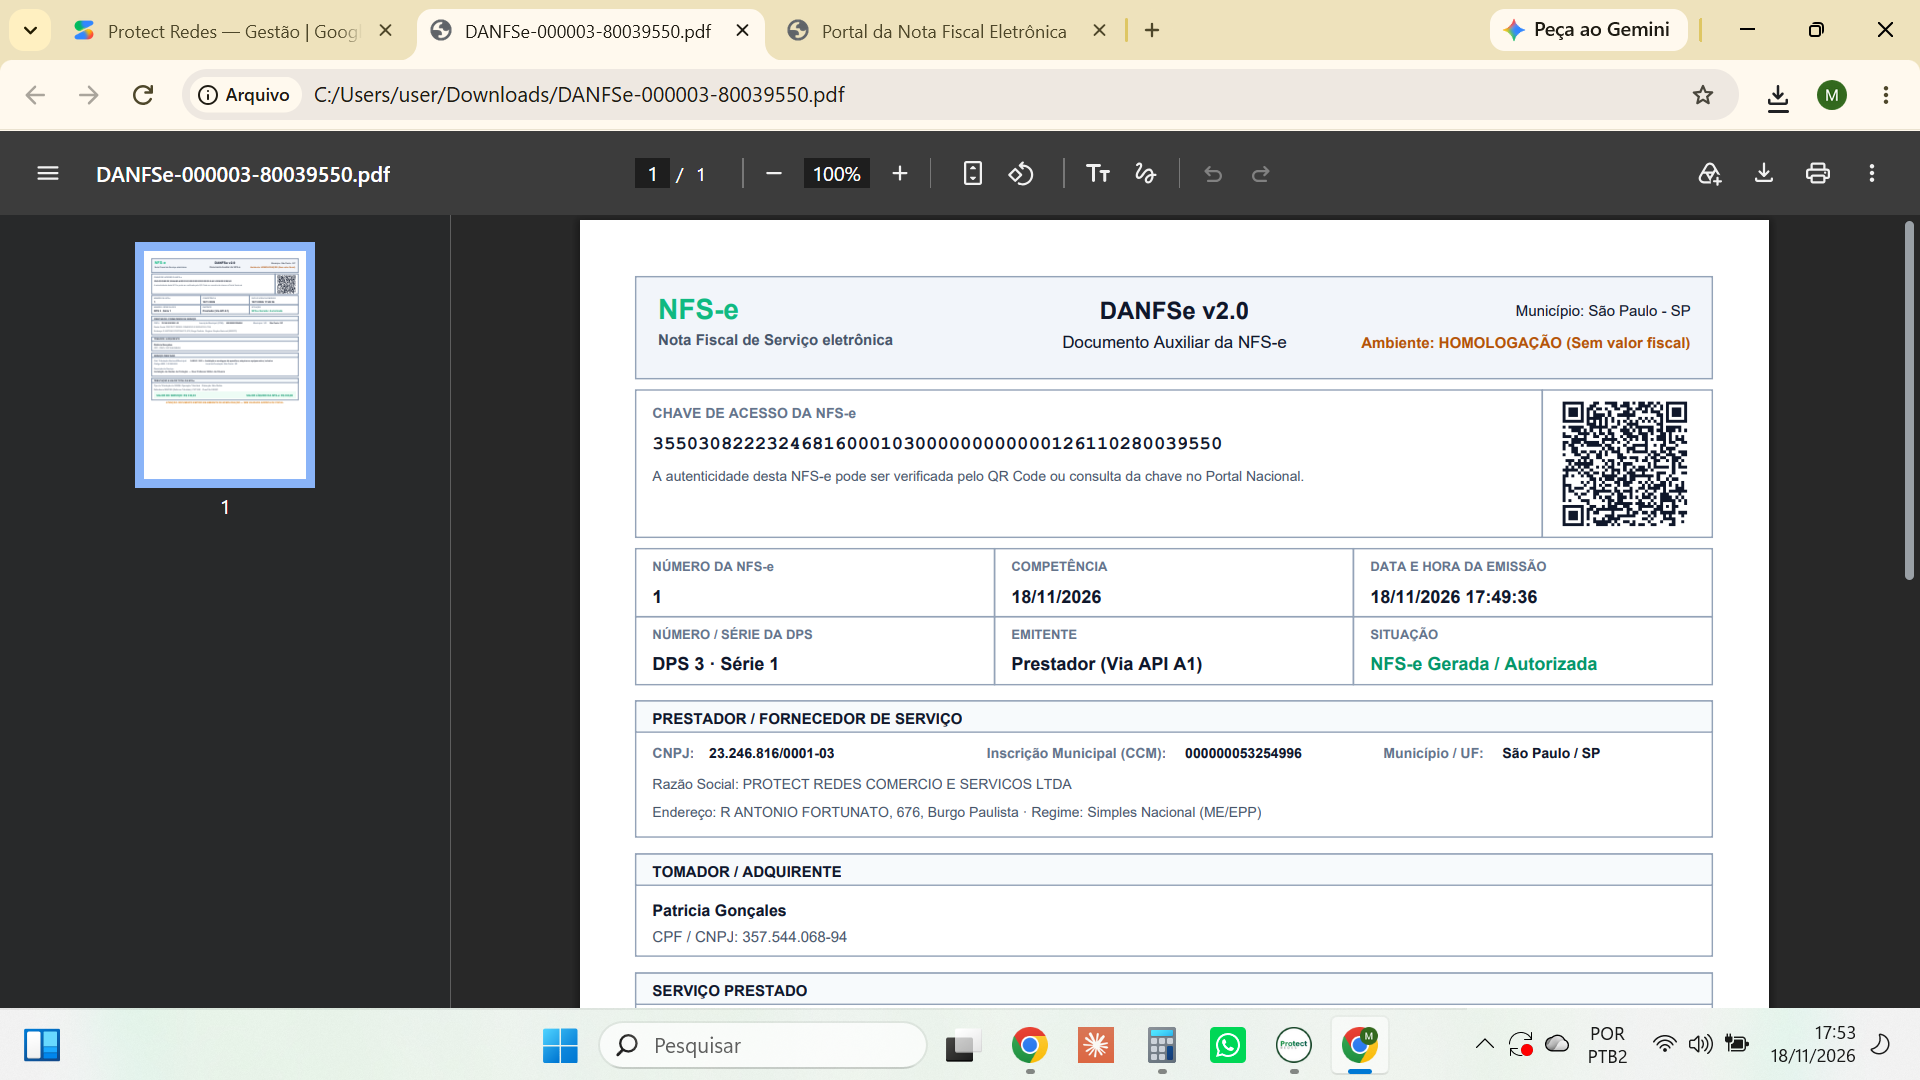 Protect Redes — Gestão | Goog
DANFSe-000003-80039550.pdf
Portal da Nota Fiscal Eletrônica
Peça ao Gemini
Arquivo
C:/Users/user/Downloads/DANFSe-000003-80039550.pdf
M
DANFSe-000003-80039550.pdf
1 / 1
100%
1
NFS-e
Nota Fiscal de Serviço eletrônica
DANFSe v2.0
Documento Auxiliar da NFS-e
Município: São Paulo - SP
Ambiente: HOMOLOGAÇÃO (Sem valor fiscal)
CHAVE DE ACESSO DA NFS-e
35503082223246816000103000000000000126110280039550
A autenticidade desta NFS-e pode ser verificada pelo QR Code ou consulta da chave no Portal Nacional.
NÚMERO DA NFS-e
1
COMPETÊNCIA
18/11/2026
DATA E HORA DA EMISSÃO
18/11/2026 17:49:36
NÚMERO / SÉRIE DA DPS
DPS 3 · Série 1
EMITENTE
Prestador (Via API A1)
SITUAÇÃO
NFS-e Gerada / Autorizada
PRESTADOR / FORNECEDOR DE SERVIÇO
CNPJ: 23.246.816/0001-03
Inscrição Municipal (CCM): 000000053254996
Município / UF: São Paulo / SP
Razão Social: PROTECT REDES COMERCIO E SERVICOS LTDA
Endereço: R ANTONIO FORTUNATO, 676, Burgo Paulista · Regime: Simples Nacional (ME/EPP)
TOMADOR / ADQUIRENTE
Patricia Gonçales
CPF / CNPJ: 357.544.068-94
SERVIÇO PRESTADO
Pesquisar
Protect
M
POR
PTB2
17:53
18/11/2026